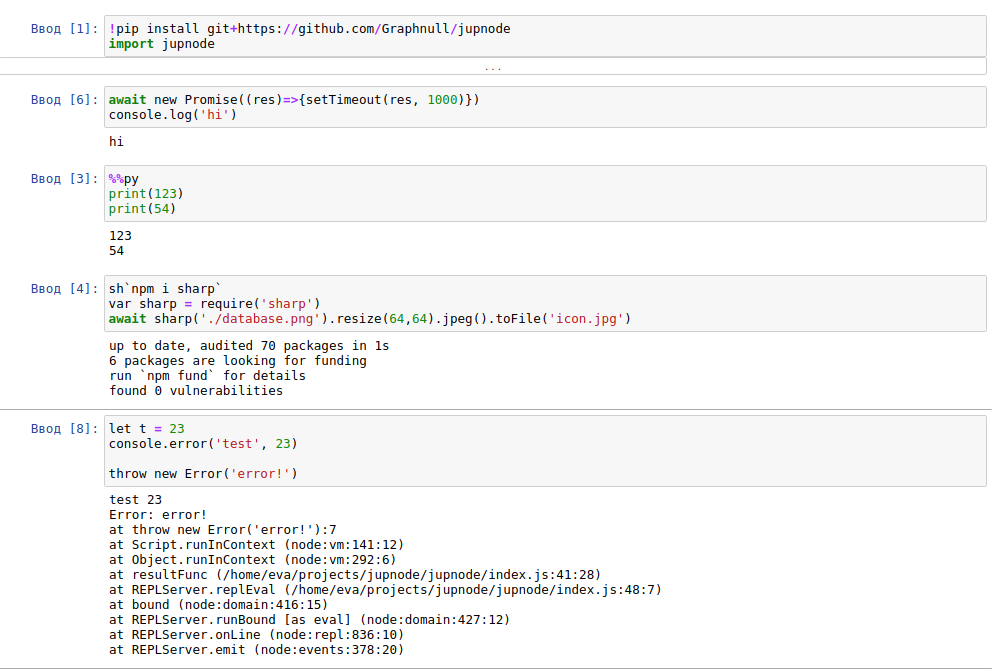 Ввод [1]: !pip install git+https://github.com/Graphnull/jupnode
import jupnode
...
Ввод [6]: await new Promise((res)=>{setTimeout(res, 1000)})
console.log('hi')
hi
Ввод [3]: %%py
print(123)
print(54)
123
54
Ввод [4]: sh`npm i sharp`
var sharp = require('sharp')
await sharp('./database.png').resize(64,64).jpeg().toFile('icon.jpg')
up to date, audited 70 packages in 1s
6 packages are looking for funding
run `npm fund` for details
found 0 vulnerabilities
Ввод [8]: let t = 23
console.error('test', 23)
throw new Error('error!')
test 23
Error: error!
at throw new Error('error!'):7
at Script.runInContext (node:vm:141:12)
at Object.runInContext (node:vm:292:6)
at resultFunc (/home/eva/projects/jupnode/jupnode/index.js:41:28)
at REPLServer.replEval (/home/eva/projects/jupnode/jupnode/index.js:48:7)
at bound (node:domain:416:15)
at REPLServer.runBound [as eval] (node:domain:427:12)
at REPLServer.onLine (node:repl:836:10)
at REPLServer.emit (node:events:378:20)